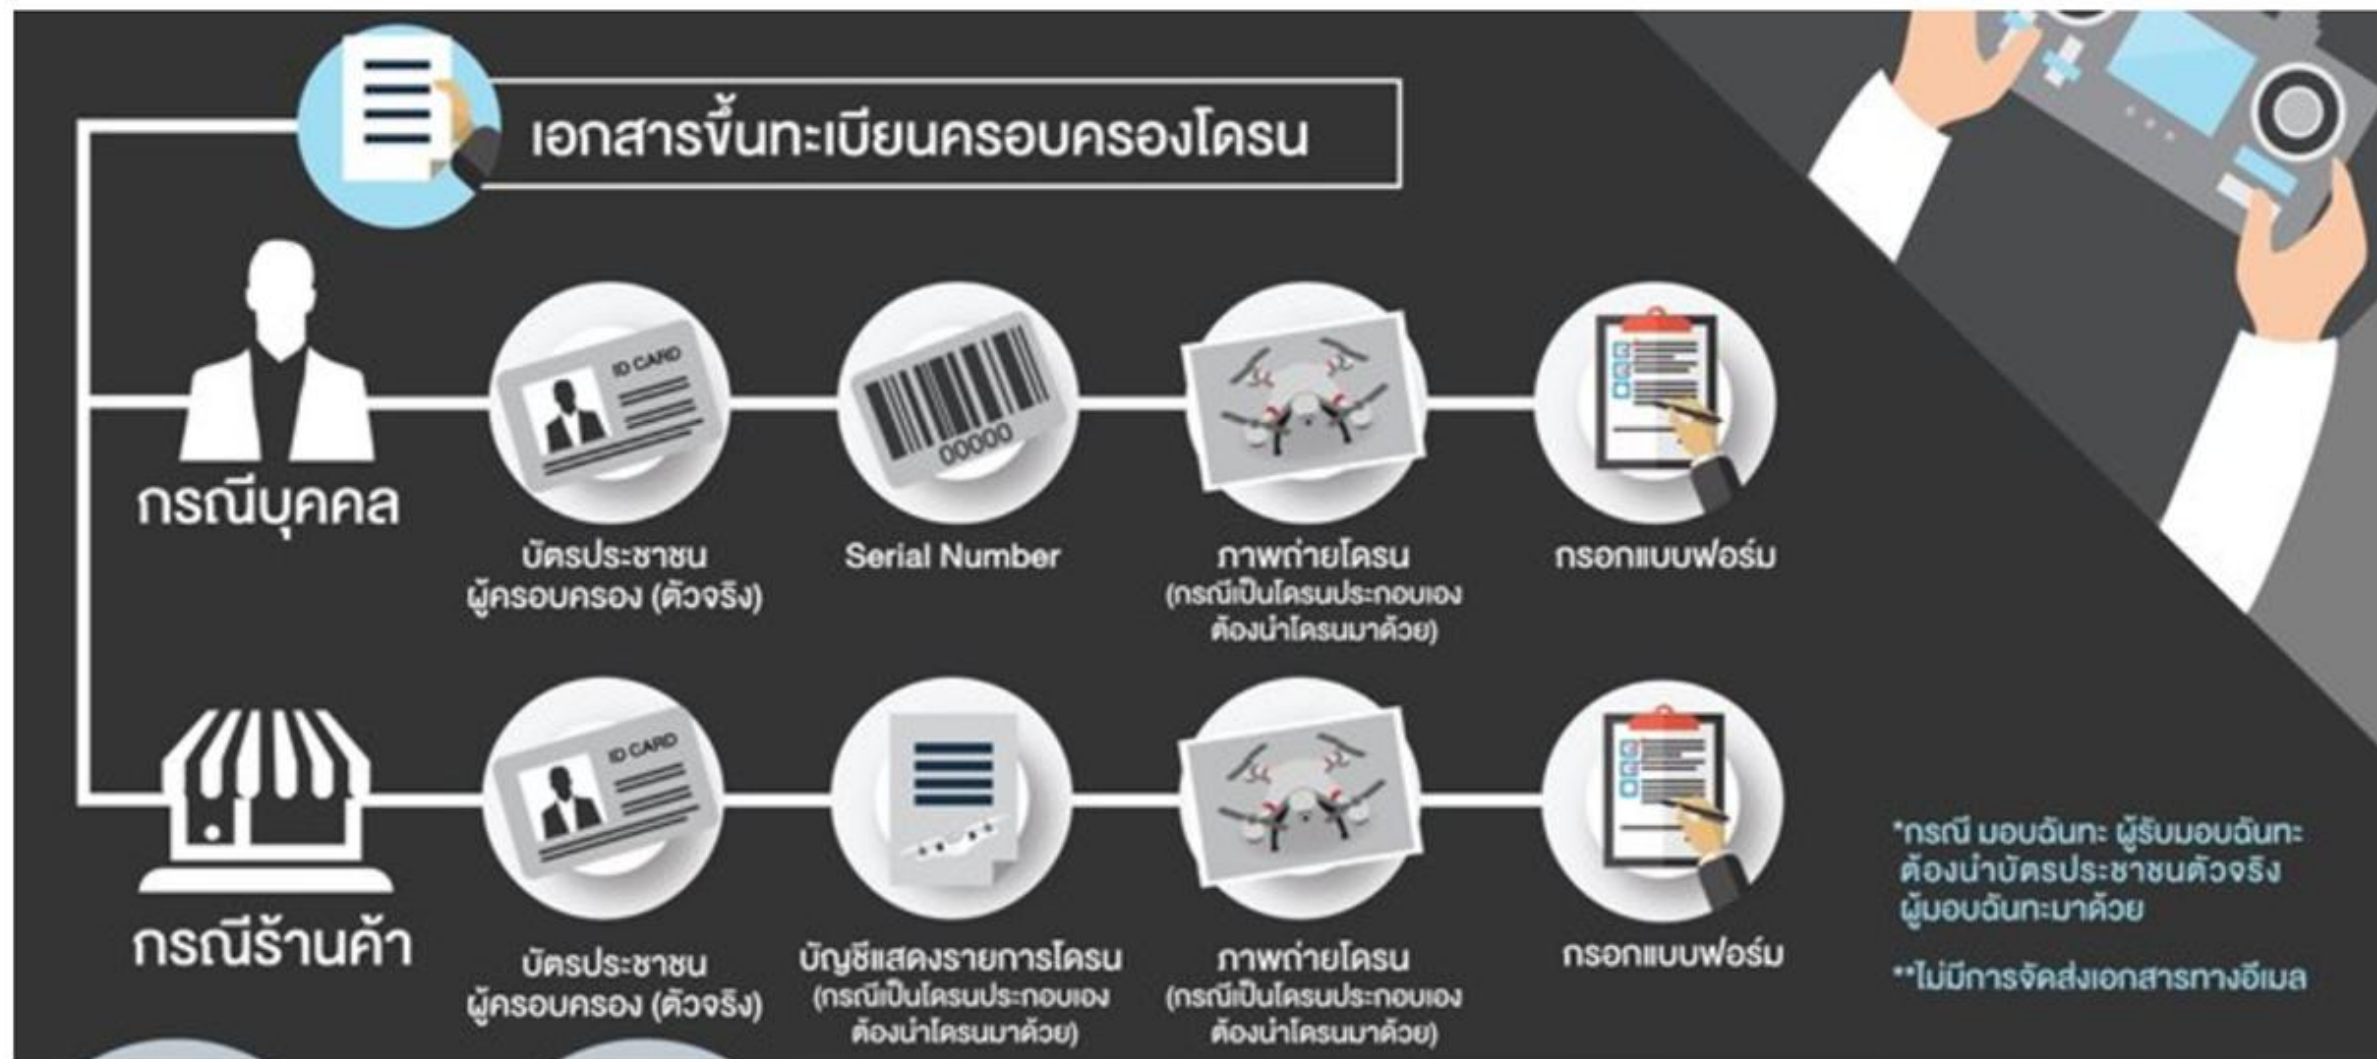 เอกสารขึ้นทะเบียนครอบครองโดรน
กรณีบุคคล
ID CARD
บัตรประชาชน
ผู้ครอบครอง (ตัวจริง)
00000
Serial Number
ภาพถ่ายโดรน
(กรณีเป็นโดรนประกอบเอง
ต้องนำโดรนมาด้วย)
กรอกแบบฟอร์ม
กรณีร้านค้า
ID CARD
บัตรประชาชน
ผู้ครอบครอง (ตัวจริง)
บัญชีแสดงรายการโดรน
(กรณีเป็นโดรนประกอบเอง
ต้องนำโดรนมาด้วย)
ภาพถ่ายโดรน
(กรณีเป็นโดรนประกอบเอง
ต้องนำโดรนมาด้วย)
กรอกแบบฟอร์ม
*กรณี มอบฉันทะ ผู้รับมอบฉันทะ
ต้องนำบัตรประชาชนตัวจริง
ผู้มอบฉันทะมาด้วย
**ไม่มีการจัดส่งเอกสารทางอีเมล